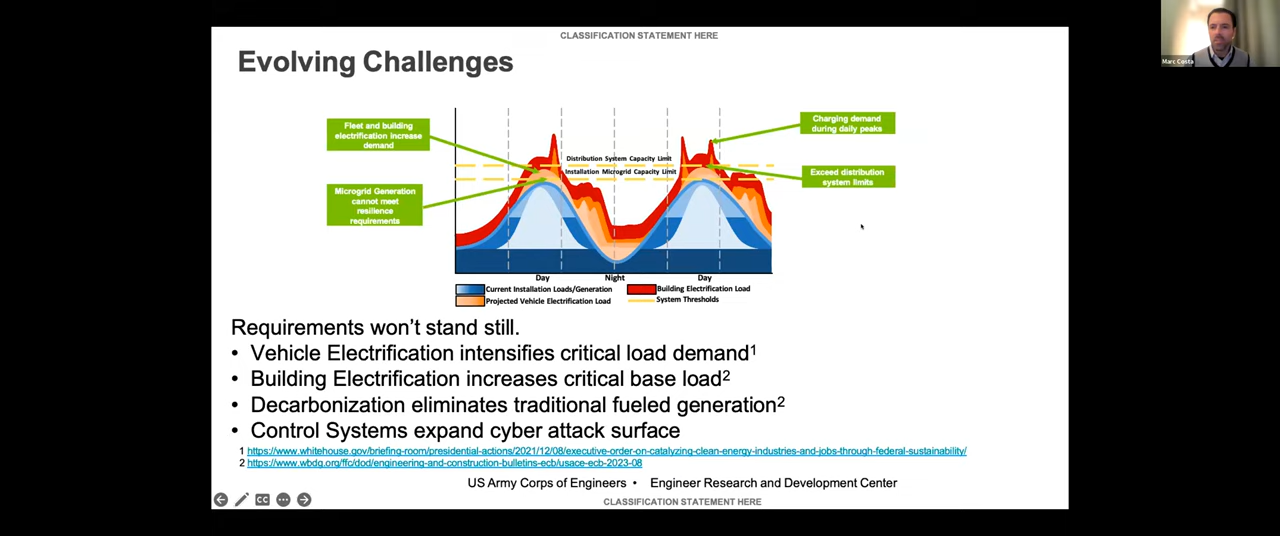 CLASSIFICATION STATEMENT HERE
Evolving Challenges
Marc Costa
Fleet and building
electrification increase
demand
Microgrid Generation
cannot meet
resilience
requirements
Charging demand
during daily peaks
Exceed distribution
system limits
Distribution System Capacity Limit
Installation Microgrid Capacity Limit
Day
Night
Day
Current Installation Loads/Generation
Building Electrification Load
Projected Vehicle Electrification Load
System Thresholds
Requirements won't stand still.
• Vehicle Electrification intensifies critical load demand1
• Building Electrification increases critical base load2
• Decarbonization eliminates traditional fueled generation2
• Control Systems expand cyber attack surface
1 https://www.whitehouse.gov/briefing-room/presidential-actions/2021/12/08/executive-order-on-catalyzing-clean-energy-industries-and-jobs-through-federal-sustainability/
2 https://www.wbdg.org/ffc/dod/engineering-and-construction-bulletins-ecb/usace-ecb-2023-08
US Army Corps of Engineers • Engineer Research and Development Center
CC
CLASSIFICATION STATEMENT HERE